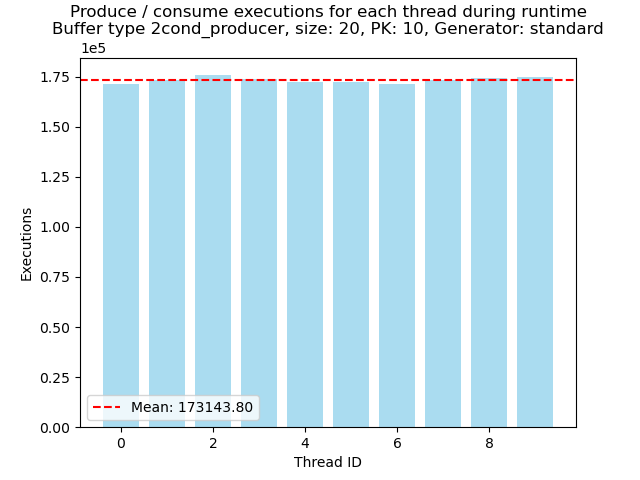 Produce / consume executions for each thread during runtime
Buffer type 2cond_producer, size: 20, PK: 10, Generator: standard
1e5
1.75
1.50
1.25
1.00
0.75
0.50
0.25
0.00
Executions
Mean: 173143.80
0 2 4 6 8
Thread ID